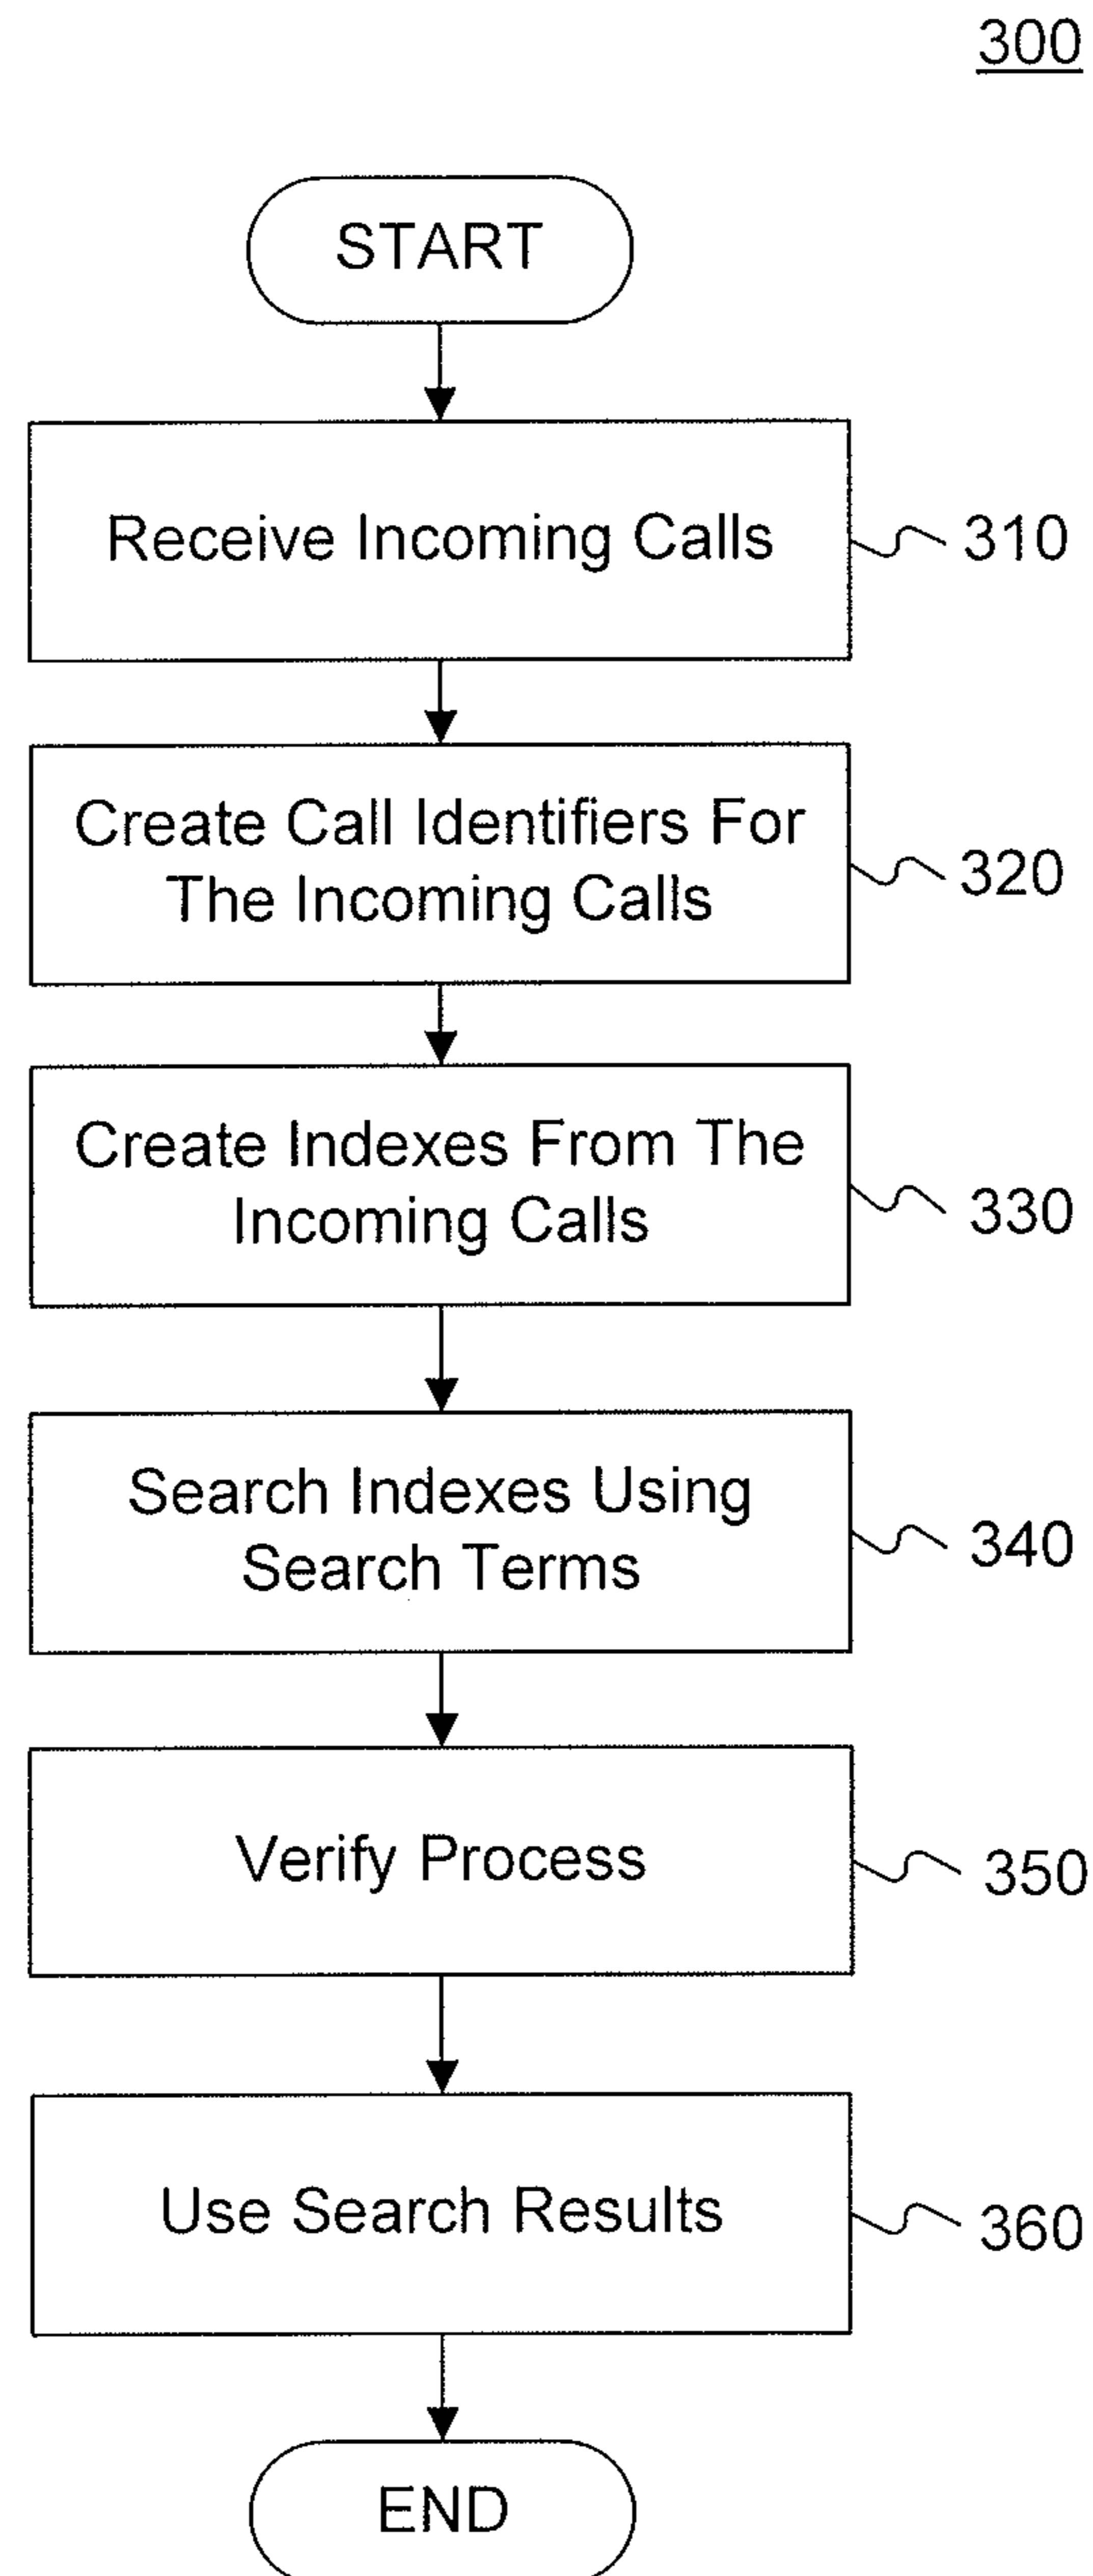 300
START
Receive Incoming Calls
310
Create Call Identifiers For
The Incoming Calls
320
Create Indexes From The
Incoming Calls
330
Search Indexes Using
Search Terms
340
Verify Process
350
Use Search Results
360
END